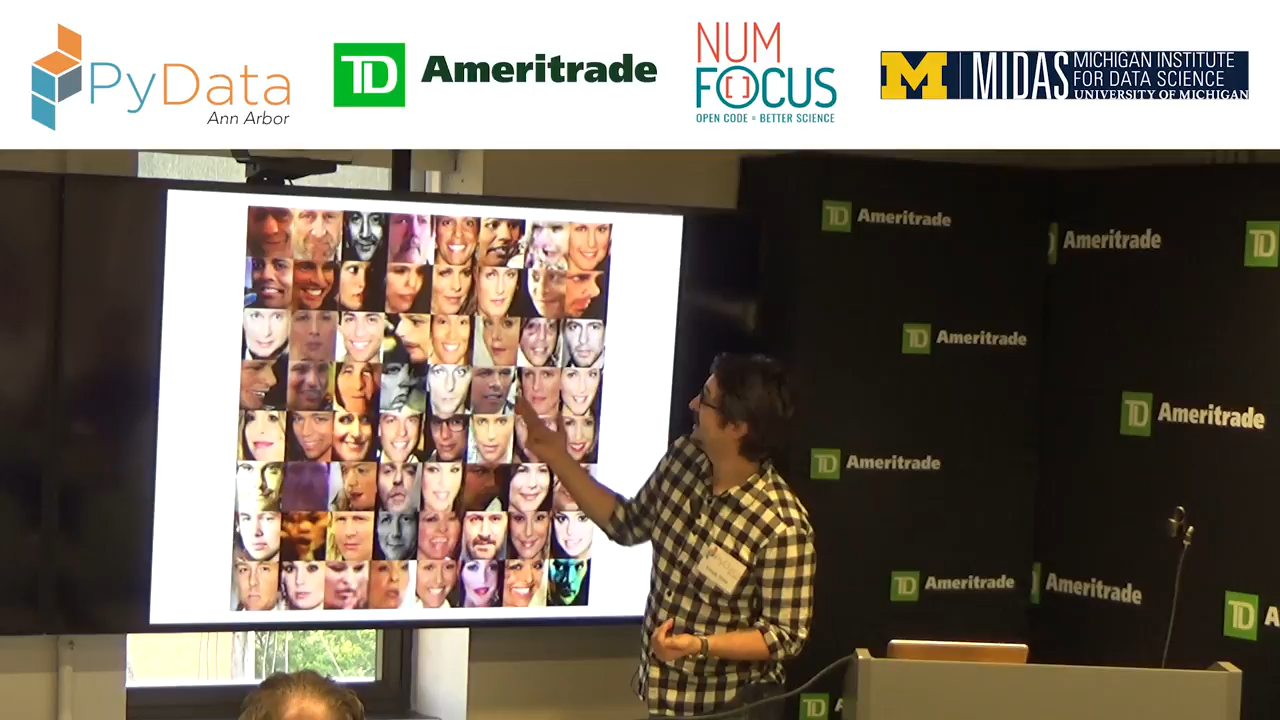 PyData
Ann Arbor
TD Ameritrade
NUM
FOCUS
OPEN CODE = BETTER SCIENCE
M MIDAS
MICHIGAN INSTITUTE
FOR DATA SCIENCE
UNIVERSITY OF MICHIGAN
TD Ameritrade
Ameritrade
TD
TD Ameritrade
TD Ameritrade
TD Ameritrade
TD Ameritrade
Ameritrade
TD A
TD A
PyData